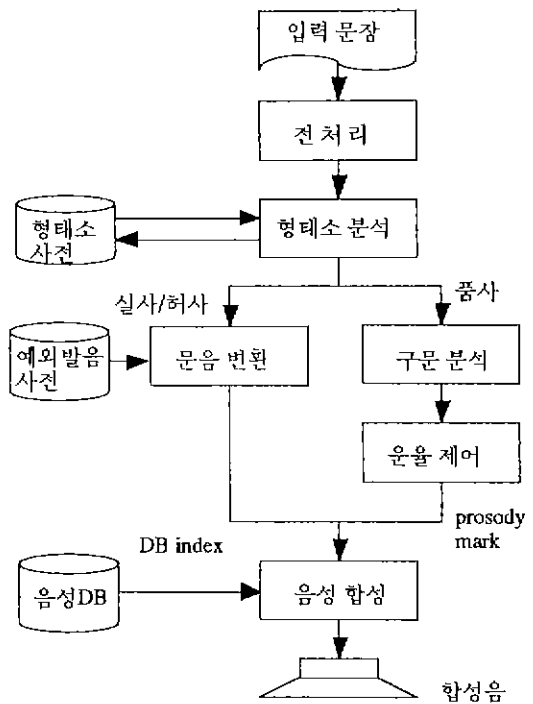 입력 문장
전 처 리
형태소
사전
형태소 분석
실사/허사
품사
예외발음
사전
문음 변환
구문 분석
운율 제어
prosody
mark
DB index
음성DB
음성 합성
합성음